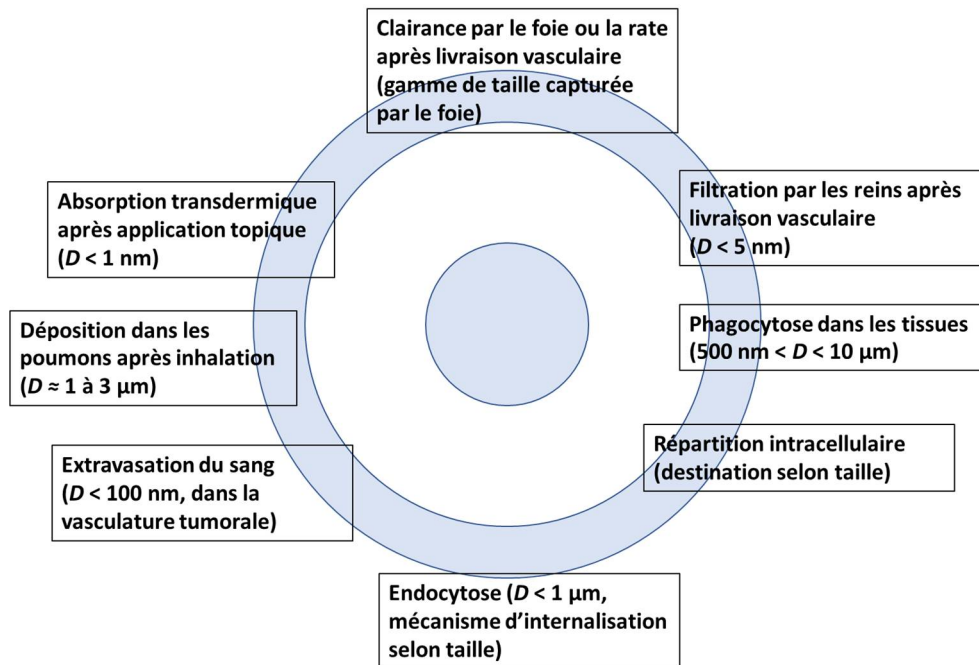 Clairance par le foie ou la rate
après livraison vasculaire
(gamme de taille capturée
par le foie)
Absorption transdermique
après application topique
(D < 1 nm)
Filtration par les reins après
livraison vasculaire
(D < 5 nm)
Déposition dans les
poumons après inhalation
(D ≈ 1 à 3 µm)
Phagocytose dans les tissues
(500 nm < D < 10 µm)
Extravasation du sang
(D < 100 nm, dans la
vasculature tumorale)
Répartition intracellulaire
(destination selon taille)
Endocytose (D < 1 µm,
mécanisme d’internalisation
selon taille)